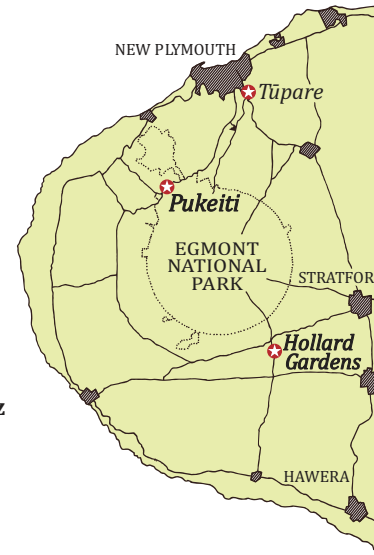 NEW PLYMOUTH
Tūpare
Pukeiti
EGMONT
NATIONAL
PARK
STRATFOR
Hollard
Gardens
z
HAWERA